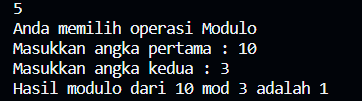 5
Anda memilih operasi Modulo
Masukkan angka pertama : 10
Masukkan angka kedua : 3
Hasil modulo dari 10 mod 3 adalah 1